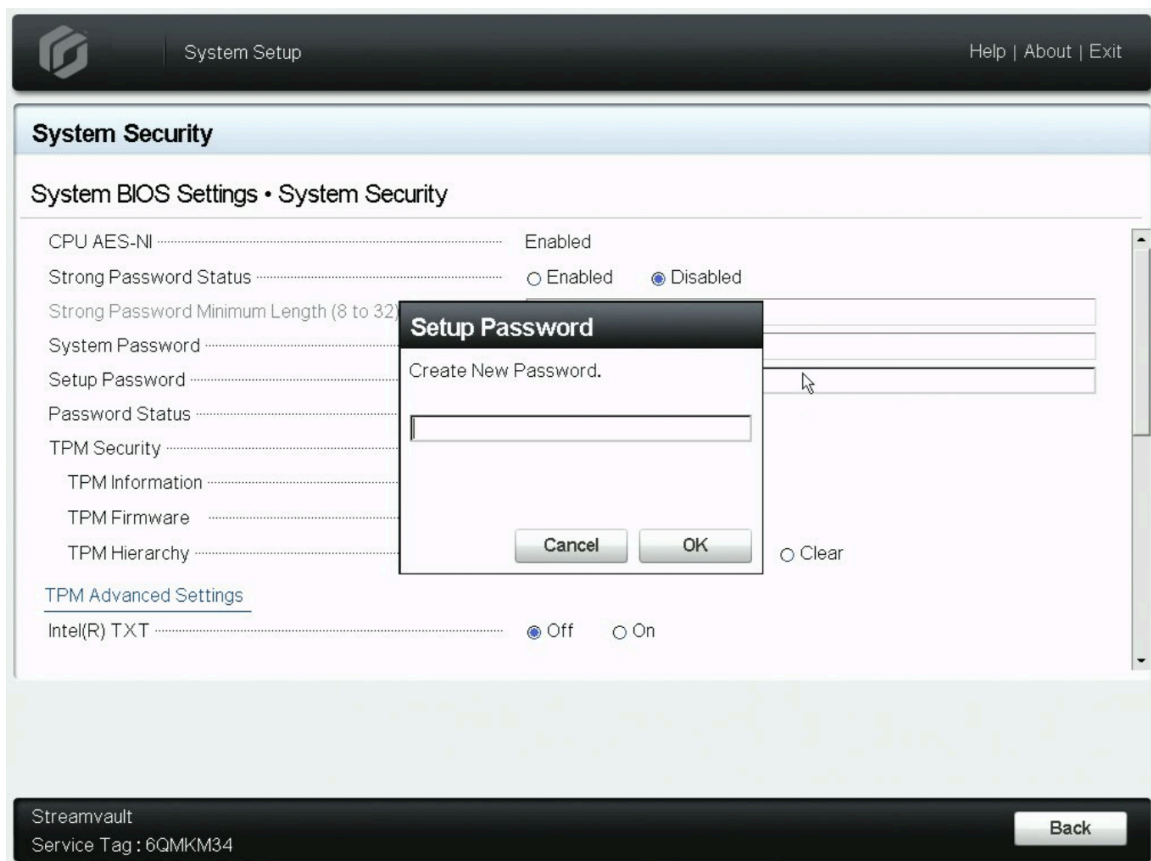 System Setup
Help | About | Exit
System Security
System BIOS Settings • System Security
CPU AES-NI Enabled
Strong Password Status Enabled Disabled
Strong Password Minimum Length (8 to 32)
System Password
Setup Password
Password Status
TPM Security
TPM Information
TPM Firmware
TPM Hierarchy Clear
Setup Password
Create New Password.
Cancel OK
TPM Advanced Settings
Intel(R) TXT Off On
Streamvault
Service Tag : 6QMKM34
Back